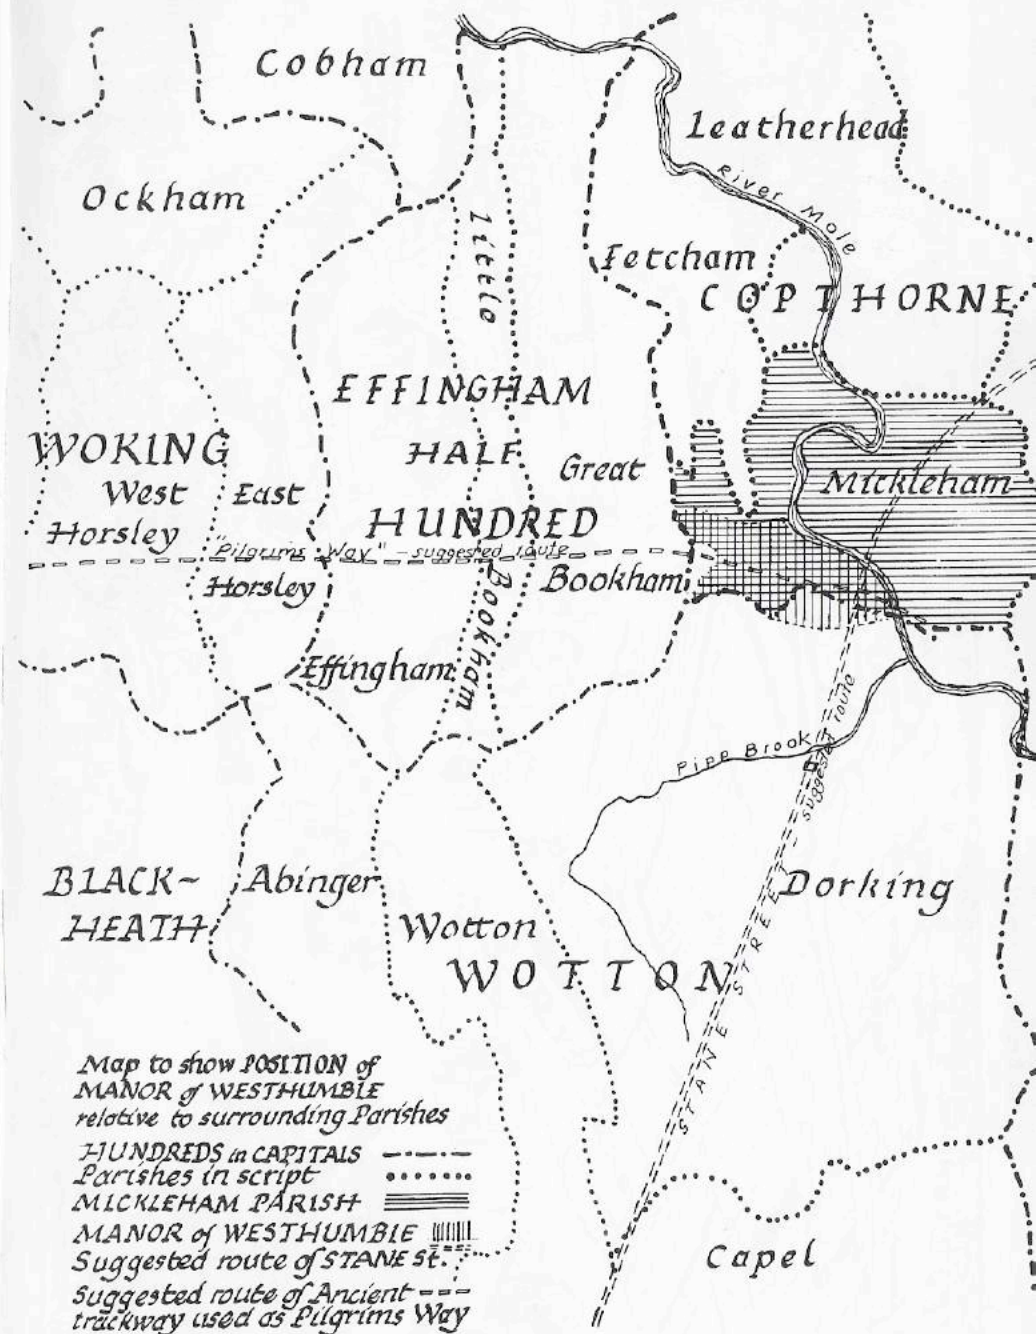 Cobham
Leatherhead
Ockham
River Mole
Little
Fetcham
COPTHORNE
EFFINGHAM
HALF
HUNDRED
WOKING
West
Horsley
East
Horsley
Great
Bookham
Mickleham
"Pilgrims Way" - suggested route
Bookham
Effingham
suggested route
Pipp Brook
BLACK~
HEATH
Abinger
Wotton
WOTTON
Dorking
STANE STREET
Capel
Map to show POSITION of
MANOR of WESTHUMBLE
relative to surrounding Parishes
HUNDREDS in CAPITALS
Parishes in script
MICKLEHAM PARISH
MANOR of WESTHUMBLE
Suggested route of STANE St.
Suggested route of Ancient
trackway used as Pilgrims Way